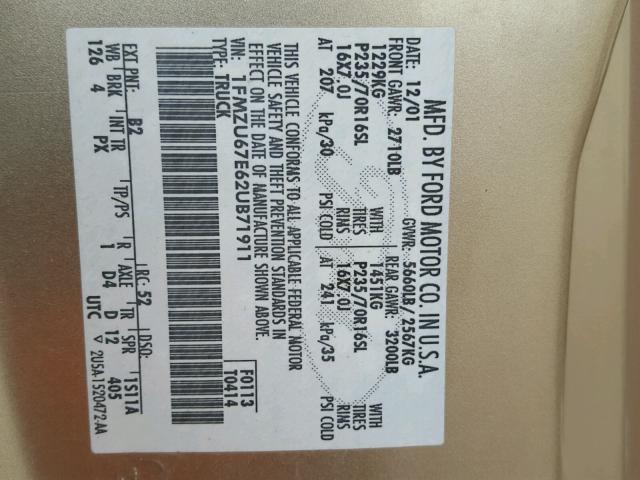 MFD. BY FORD MOTOR CO. IN U.S.A.
DATE: 12/01 GVWR: 5660LB/ 2567KG
FRONT GAWR: 2710LB REAR GAWR: 3200LB
1229KG WITH 1451KG WITH
P235/70R16SL TIRES P235/70R16SL TIRES
16X7.0J RINS 16X7.0J RINS
AT 207 kPa/30 PSI COLD AT 241 kPa/35 PSI COLD
THIS VEHICLE CONFORMS TO ALL APPLICABLE FEDERAL MOTOR
VEHICLE SAFETY AND THEFT PREVENTION STANDARDS IN
EFFECT ON THE DATE OF MANUFACTURE SHOWN ABOVE.
VIN: 1FMZU67E62UB71911 F0113
TYPE: TRUCK T0414
EXT PNT: B2 RC: 52 DSO: 1S11A
WB BRK INT TR TP/PS R AXLE TR SPR
126 4 PX 1 D4 D 12 405
UTC 2U5A-1520472-AA